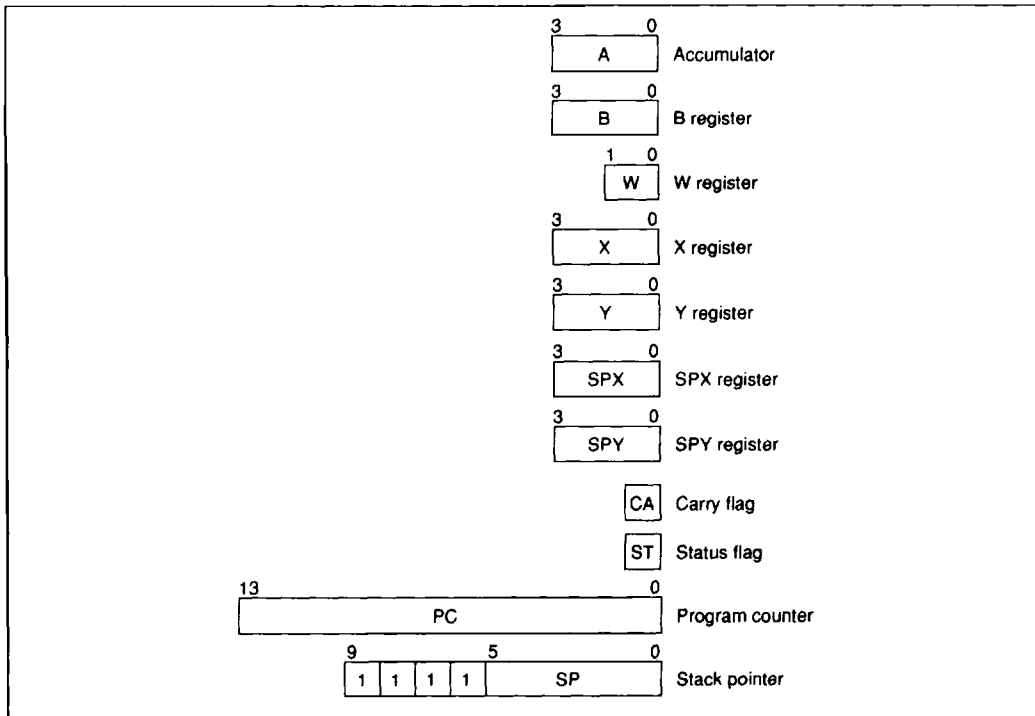 3 0
A Accumulator
3 0
B B register
1 0
W W register
3 0
X X register
3 0
Y Y register
3 0
SPX SPX register
3 0
SPY SPY register
CA Carry flag
ST Status flag
13 0
PC Program counter
9 5 0
1 1 1 1 SP Stack pointer